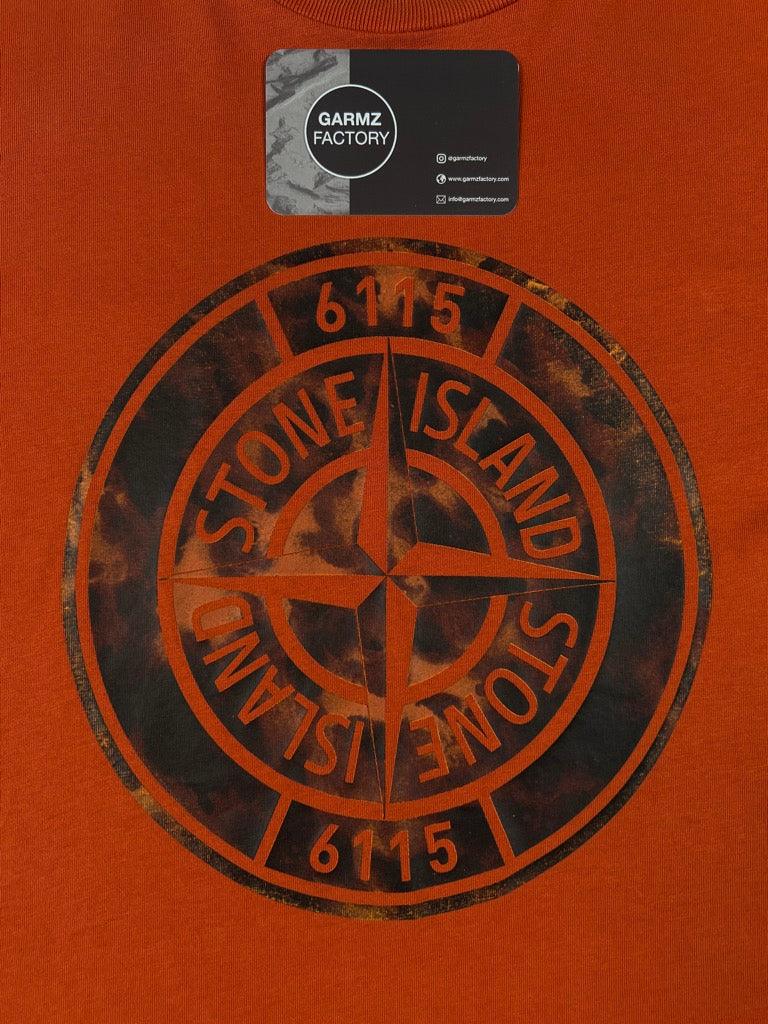 GARMZ
FACTORY
@garmzfactory
www.garmzfactory.com
info@garmzfactory.com
6115
STONE ISLAND
STONE ISLAND
6115